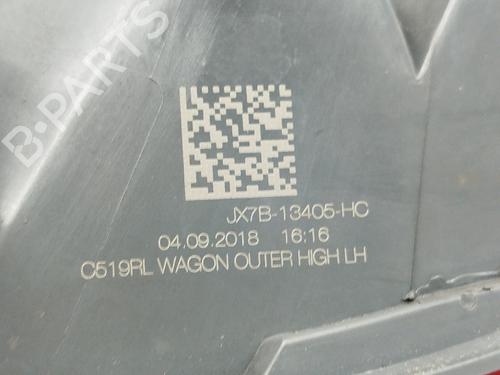 B-PARTS
JX7B-13405-HC
04.09.2018 16:16
C519RL WAGON OUTER HIGH LH